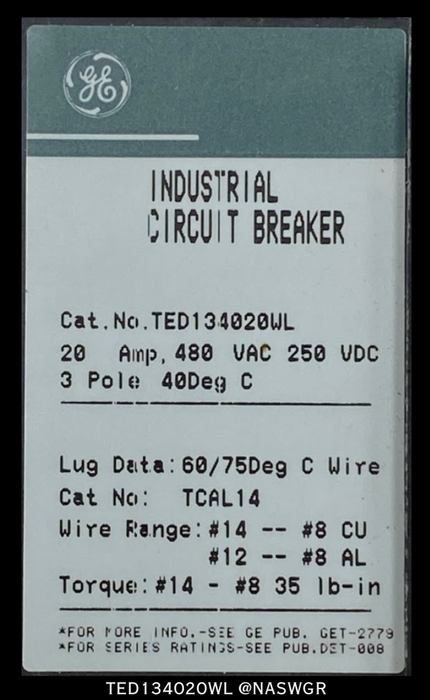 GE
INDUSTRIAL
CIRCUIT BREAKER
Cat.No.TED134020WL
20 Amp, 480 VAC 250 VDC
3 Pole 40Deg C
Lug Data:60/75Deg C Wire
Cat No: TCAL14
Wire Range:#14 -- #8 CU
#12 -- #8 AL
Torque:#14 - #8 35 lb-in
*FOR MORE INFO.-SEE GE PUB. GET-2779
*FOR SERIES RATINGS-SEE PUB.DET-008
TED134020WL @NASWGR